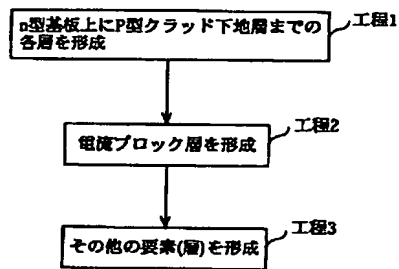 n型基板上にP型クラッド下地層までの
各層を形成
工程1
電流ブロック層を形成
工程2
その他の要素(層)を形成
工程3